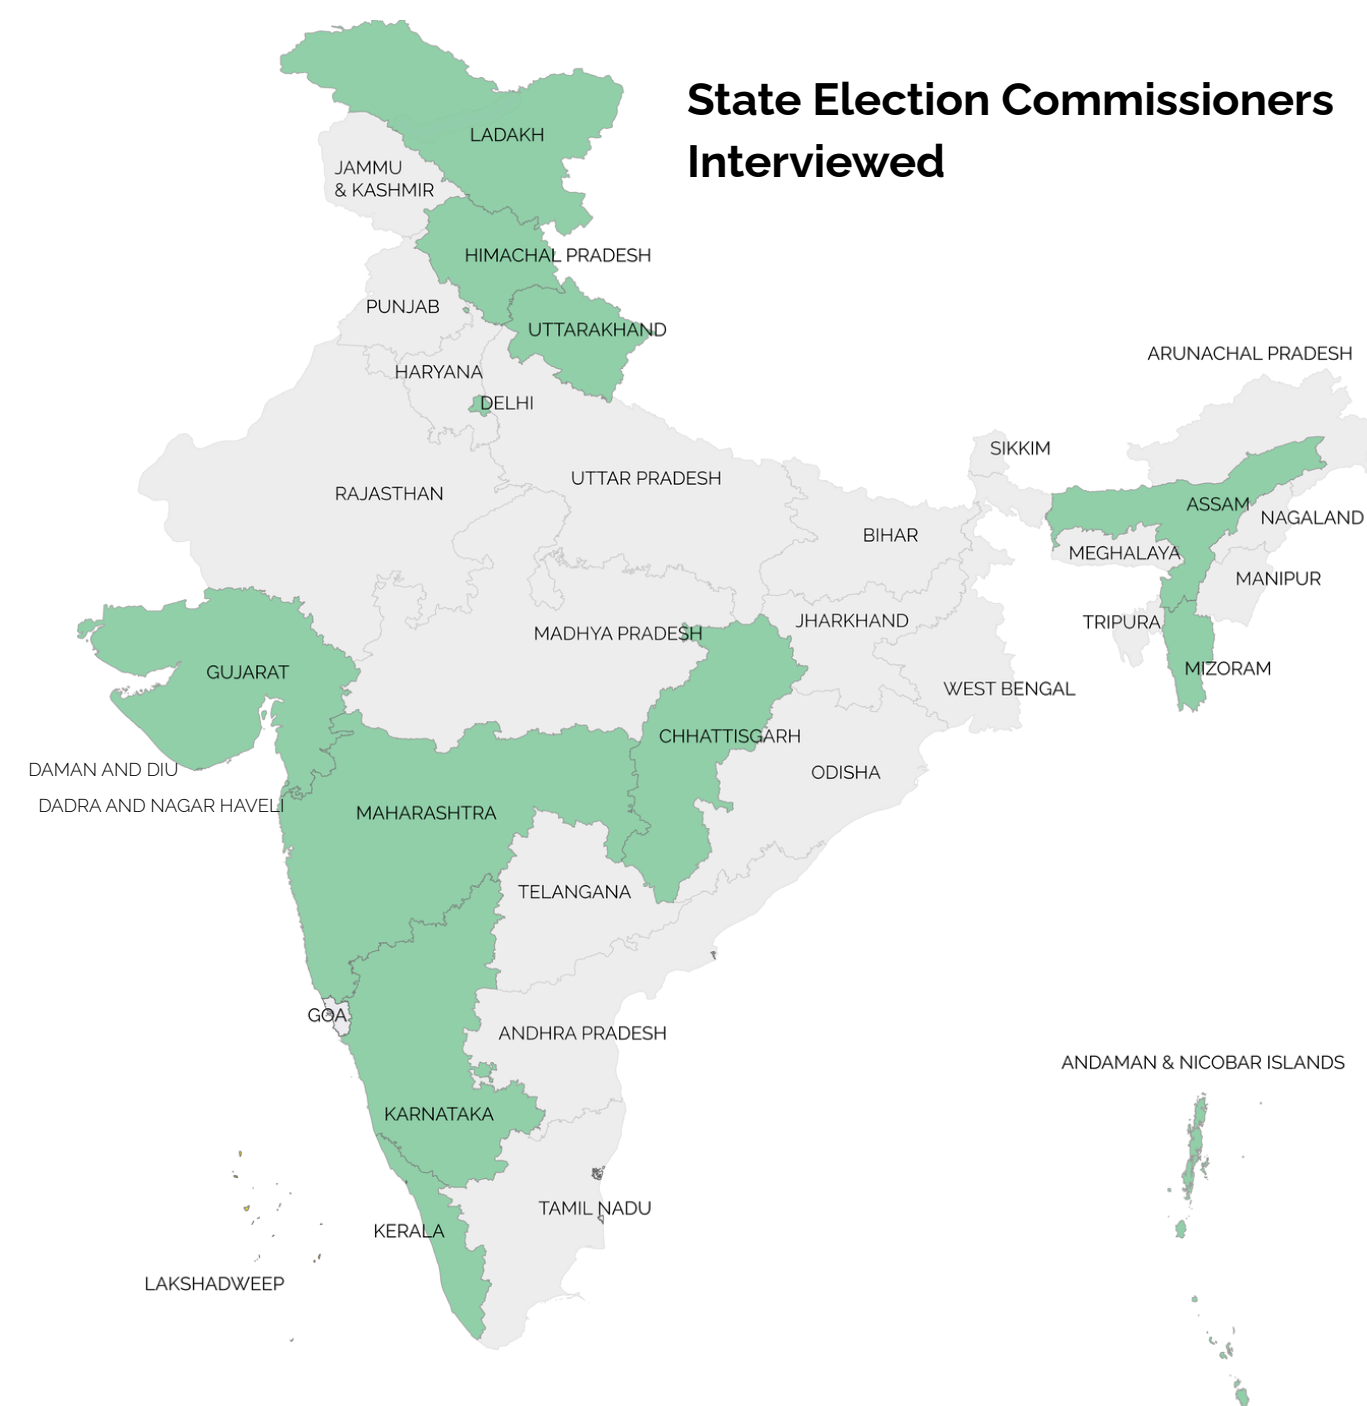 State Election Commissioners
Interviewed
LADAKH
JAMMU
& KASHMIR
HIMACHAL PRADESH
PUNJAB
UTTARAKHAND
ARUNACHAL PRADESH
HARYANA
DELHI
SIKKIM
UTTAR PRADESH
RAJASTHAN
ASSAM
NAGALAND
BIHAR
MEGHALAYA
MANIPUR
JHARKHAND
TRIPURA
MADHYA PRADESH
MIZORAM
GUJARAT
WEST BENGAL
CHHATTISGARH
DAMAN AND DIU
ODISHA
DADRA AND NAGAR HAVELI
MAHARASHTRA
TELANGANA
GOA
ANDHRA PRADESH
ANDAMAN & NICOBAR ISLANDS
KARNATAKA
TAMIL NADU
KERALA
LAKSHADWEEP